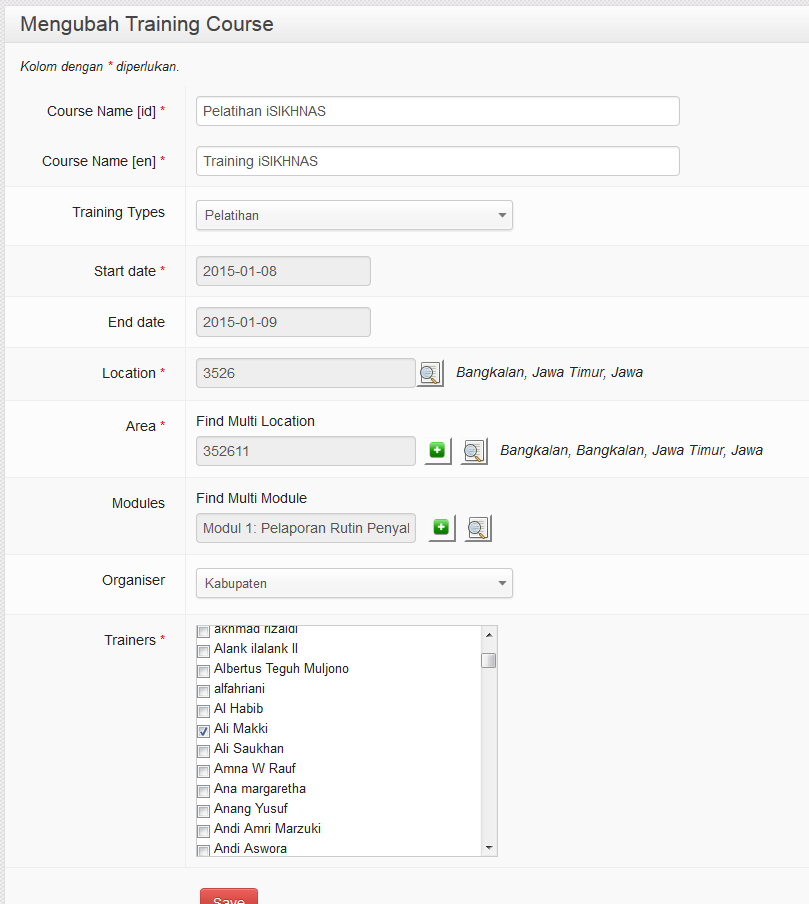 Mengubah Training Course
Kolom dengan * diperlukan.
Course Name [id] * Pelatihan iSIKHNAS
Course Name [en] * Training iSIKHNAS
Training Types Pelatihan
Start date * 2015-01-08
End date 2015-01-09
Location * 3526 Bangkalan, Jawa Timur, Jawa
Area * Find Multi Location
352611 Bangkalan, Bangkalan, Jawa Timur, Jawa
Modules Find Multi Module
Modul 1: Pelaporan Rutin Penyal
Organiser Kabupaten
Trainers * akhmad rizaldi
Alank ilalank ll
Albertus Teguh Muljono
alfahriani
Al Habib
Ali Makki
Ali Saukhan
Amna W Rauf
Ana margaretha
Anang Yusuf
Andi Amri Marzuki
Andi Aswora
Save